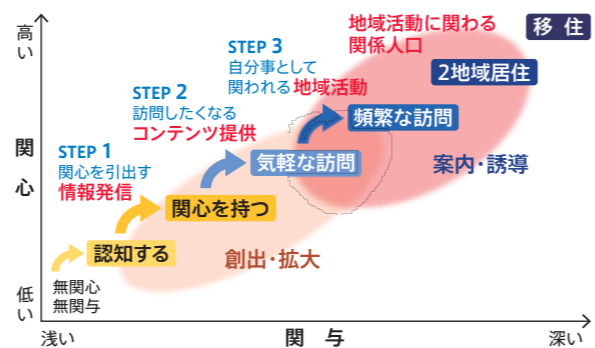 高い
関心
低い
STEP 1
関心を引出す
情報発信
STEP 2
訪問したくなる
コンテンツ提供
STEP 3
自分事として
関われる地域活動
地域活動に関わる
関係人口
移 住
2地域居住
頻繁な訪問
気軽な訪問
案内・誘導
関心を持つ
認知する
創出・拡大
無関心
無関与
浅い
関 与
深い